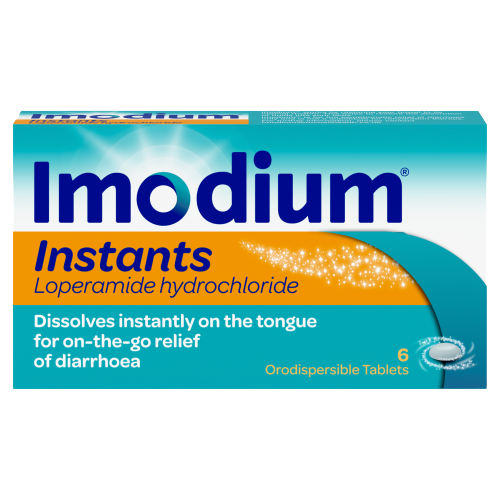 Imodium
Imodium®
Instants
Loperamide hydrochloride
Dissolves instantly on the tongue
for on-the-go relief
of diarrhoea
6
Orodispersible Tablets